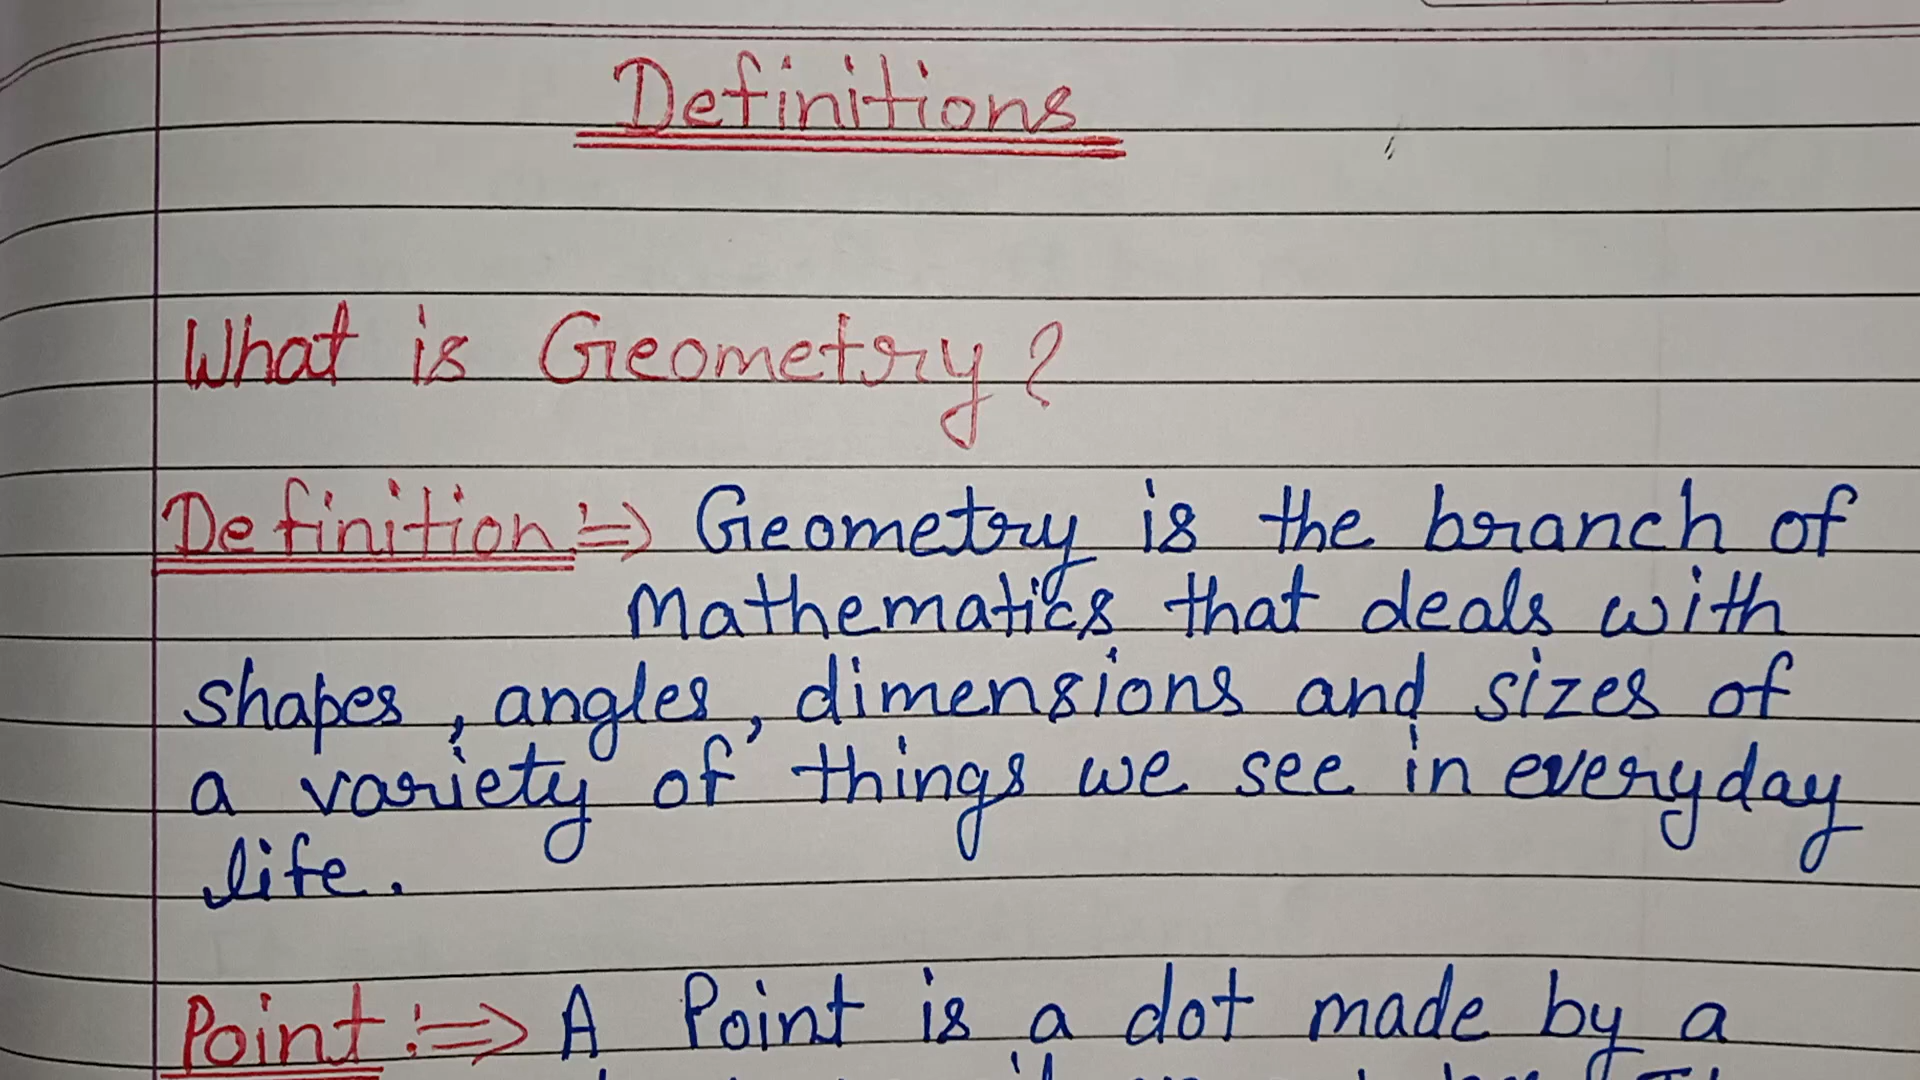 Definitions
What is Geometry?
Definition :⇒ Geometry is the branch of
Mathematics that deals with
shapes, angles, dimensions and sizes of
a variety of things we see in everyday
life.
Point :⇒ A Point is a dot made by a